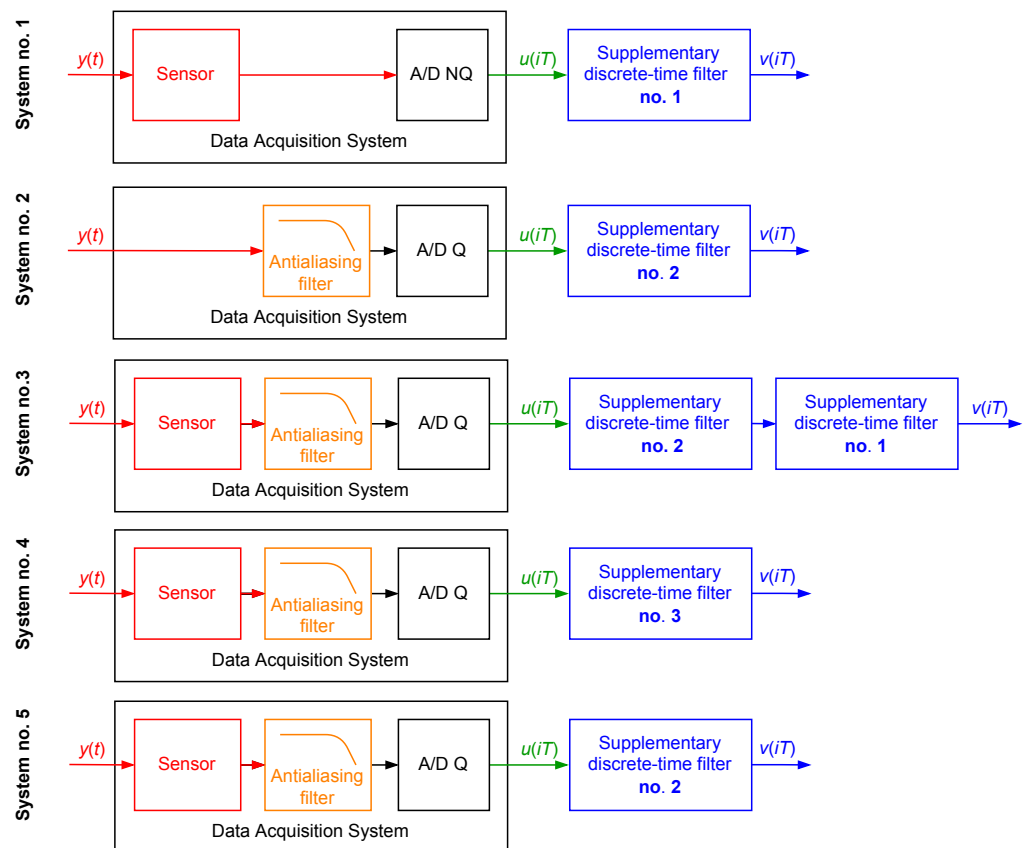 System no. 1
y(t)
Sensor
A/D NQ
Data Acquisition System
u(iT)
Supplementary
discrete-time filter
no. 1
v(iT)
System no. 2
y(t)
Antialiasing
filter
A/D Q
Data Acquisition System
u(iT)
Supplementary
discrete-time filter
no. 2
v(iT)
System no.3
y(t)
Sensor
Antialiasing
filter
A/D Q
Data Acquisition System
u(iT)
Supplementary
discrete-time filter
no. 2
Supplementary
discrete-time filter
no. 1
v(iT)
System no. 4
y(t)
Sensor
Antialiasing
filter
A/D Q
Data Acquisition System
u(iT)
Supplementary
discrete-time filter
no. 3
v(iT)
System no. 5
y(t)
Sensor
Antialiasing
filter
A/D Q
Data Acquisition System
u(iT)
Supplementary
discrete-time filter
no. 2
v(iT)